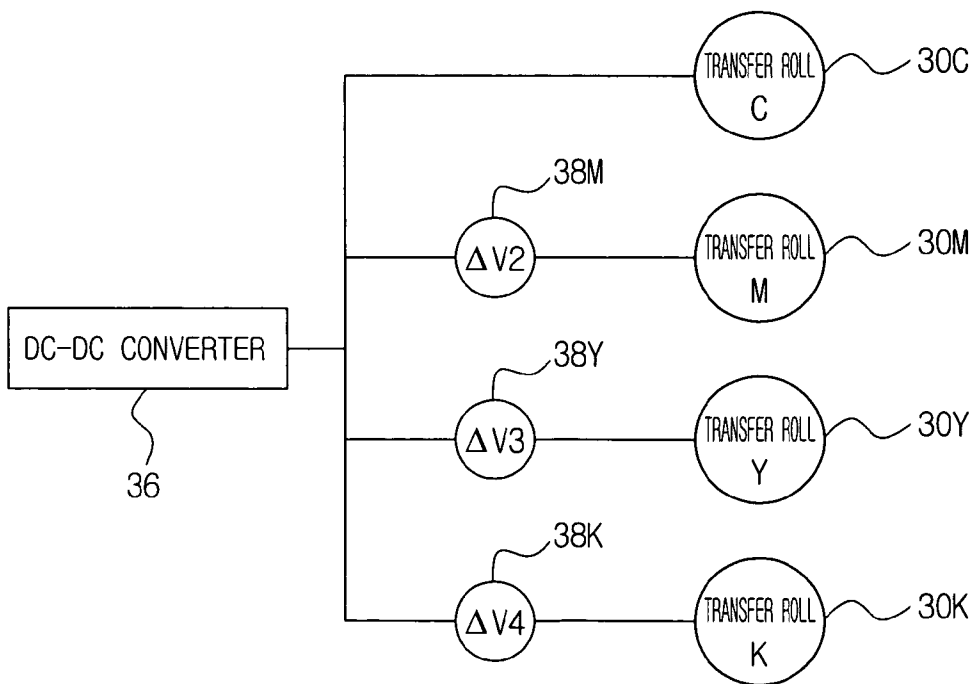 TRANSFER ROLL
C
30C
38M
ΔV2
TRANSFER ROLL
M
30M
DC-DC CONVERTER
36
38Y
ΔV3
TRANSFER ROLL
Y
30Y
38K
ΔV4
TRANSFER ROLL
K
30K